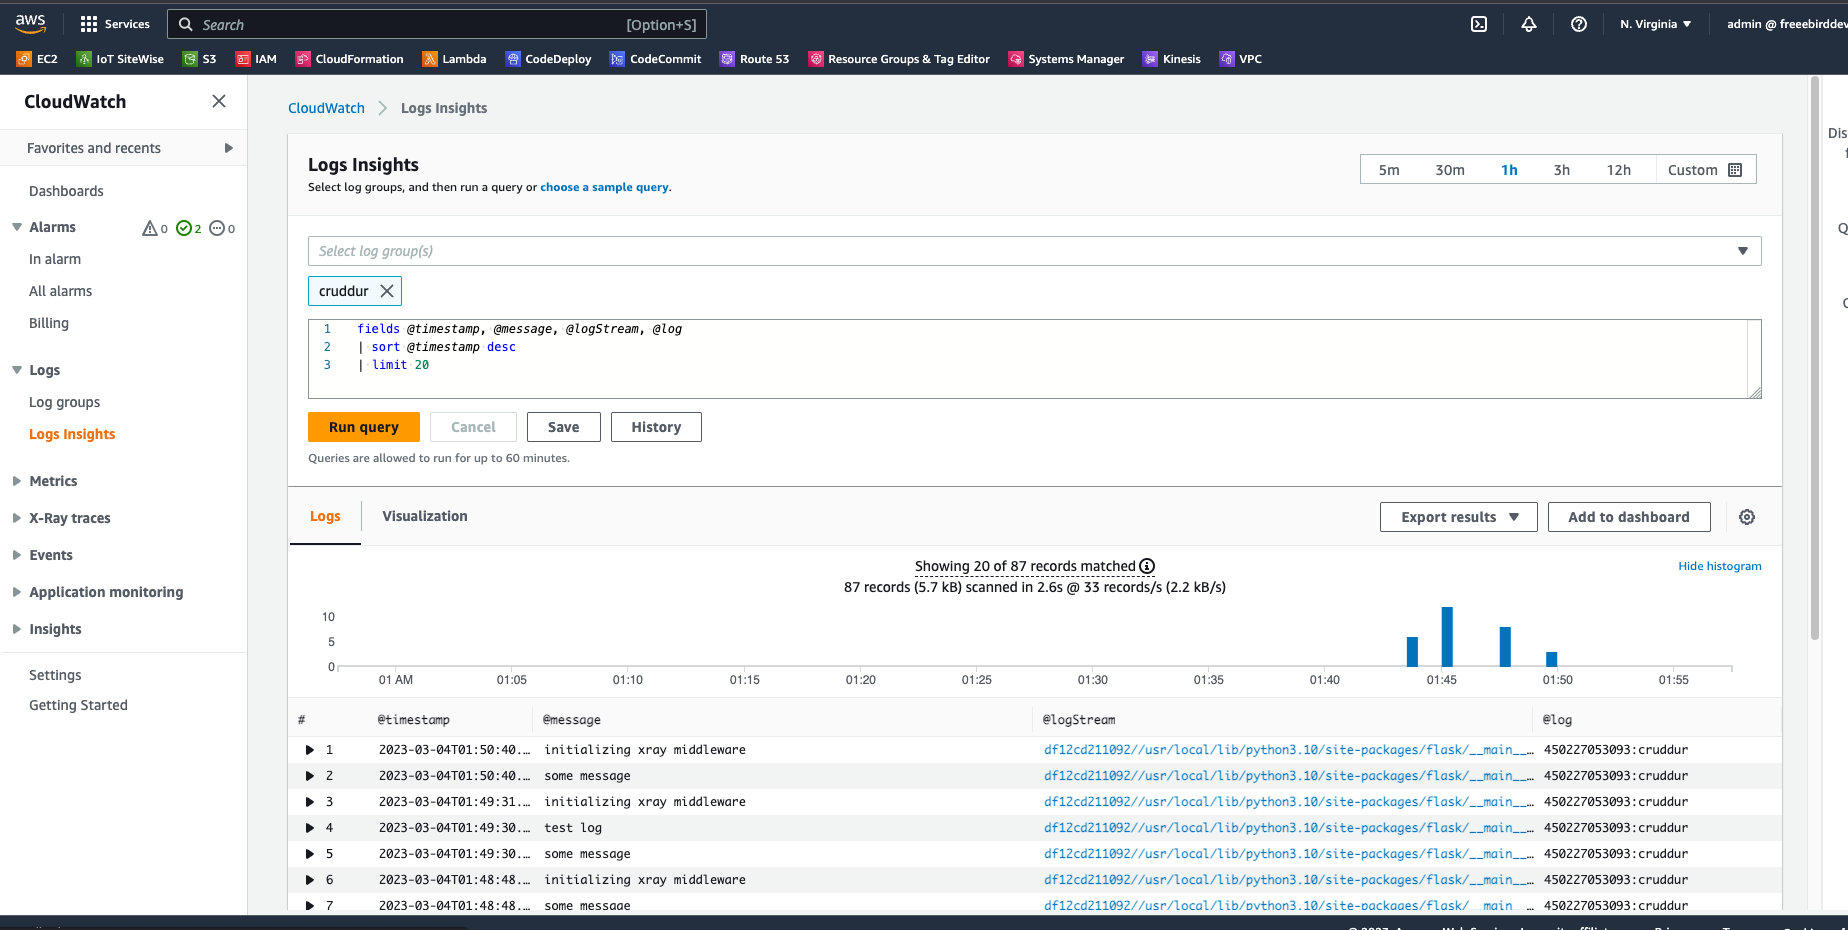 aws Services Search [Option+S] N. Virginia admin @ freeebirddev
EC2 IoT SiteWise S3 IAM CloudFormation Lambda CodeDeploy CodeCommit Route 53 Resource Groups & Tag Editor Systems Manager Kinesis VPC
CloudWatch
Favorites and recents
Dashboards
Alarms 0 2 0
In alarm
All alarms
Billing
Logs
Log groups
Logs Insights
Metrics
X-Ray traces
Events
Application monitoring
Insights
Settings
Getting Started
CloudWatch Logs Insights
Logs Insights
Select log groups, and then run a query or choose a sample query.
5m 30m 1h 3h 12h Custom
Select log group(s)
cruddur
1 fields @timestamp, @message, @logStream, @log
2 | sort @timestamp desc
3 | limit 20
Run query Cancel Save History
Queries are allowed to run for up to 60 minutes.
Logs Visualization Export results Add to dashboard
Showing 20 of 87 records matched
Hide histogram
87 records (5.7 kB) scanned in 2.6s @ 33 records/s (2.2 kB/s)
10
5
0
01 AM 01:05 01:10 01:15 01:20 01:25 01:30 01:35 01:40 01:45 01:50 01:55
# @timestamp @message @logStream @log
1 2023-03-04T01:50:40.… initializing xray middleware df12cd211092//usr/local/lib/python3.10/site-packages/flask/__main__… 450227053093:cruddur
2 2023-03-04T01:50:40.… some message df12cd211092//usr/local/lib/python3.10/site-packages/flask/__main__… 450227053093:cruddur
3 2023-03-04T01:49:31.… initializing xray middleware df12cd211092//usr/local/lib/python3.10/site-packages/flask/__main__… 450227053093:cruddur
4 2023-03-04T01:49:30.… test log df12cd211092//usr/local/lib/python3.10/site-packages/flask/__main__… 450227053093:cruddur
5 2023-03-04T01:49:30.… some message df12cd211092//usr/local/lib/python3.10/site-packages/flask/__main__… 450227053093:cruddur
6 2023-03-04T01:48:48.… initializing xray middleware df12cd211092//usr/local/lib/python3.10/site-packages/flask/__main__… 450227053093:cruddur
7 2023-03-04T01:48:48.… some message df12cd211092//usr/local/lib/python3.10/site-packages/flask/__main__… 450227053093:cruddur
Dis